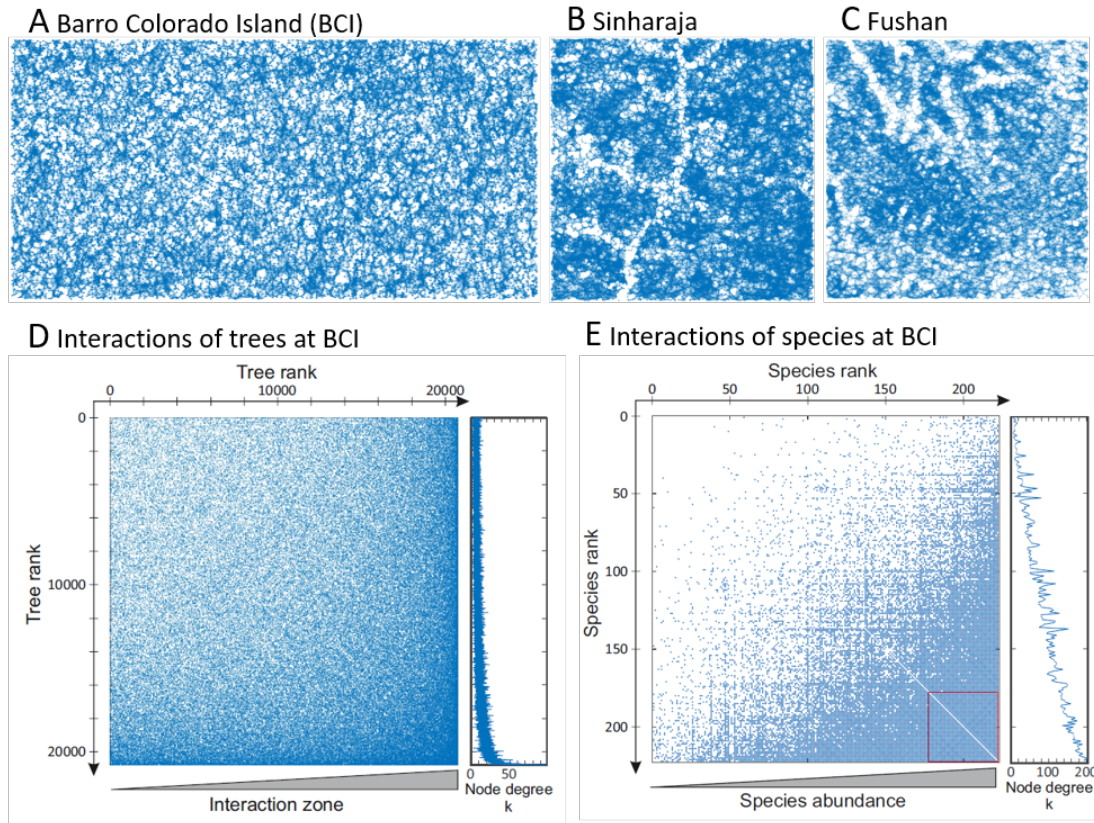 A Barro Colorado Island (BCI)
B Sinharaja
C Fushan
D Interactions of trees at BCI
Tree rank
0 10000 20000
0
10000
20000
Tree rank
0 50
Node degree
k
Interaction zone
E Interactions of species at BCI
Species rank
0 50 100 150 200
0
50
100
150
200
Species rank
0 100 200
Node degree
k
Species abundance